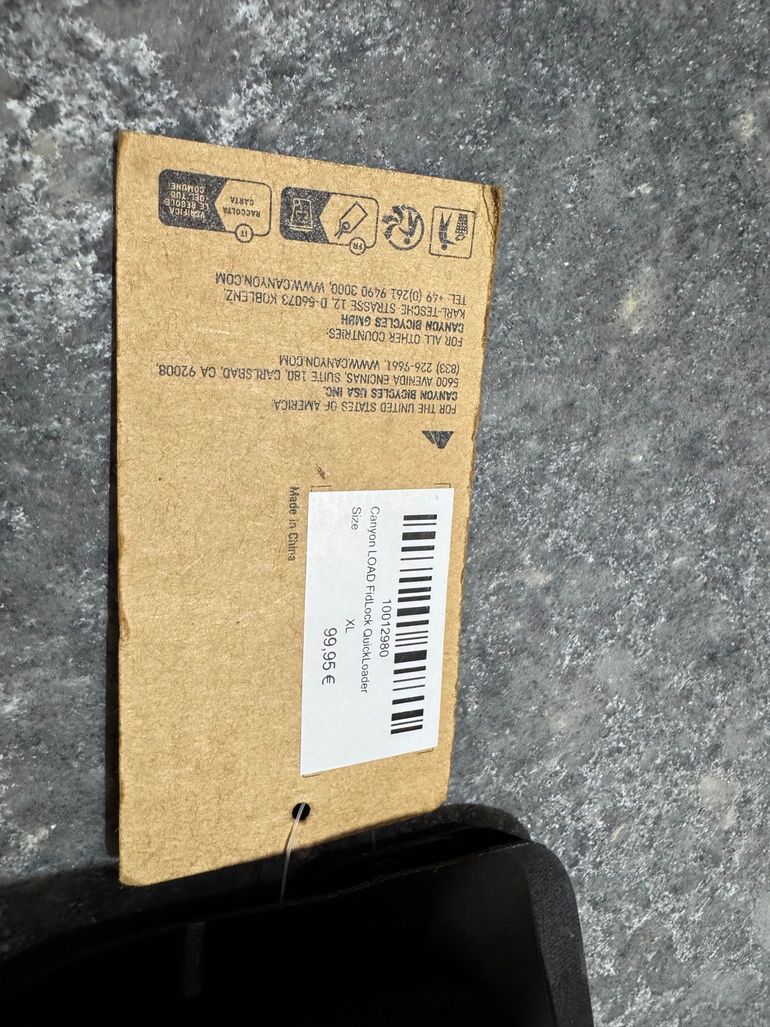 FOR THE UNITED STATES OF AMERICA:
CANYON BICYCLES USA INC.
5600 AVENIDA ENCINAS, SUITE 180, CARLSBAD, CA 92008,
(833) 226-9661, WWW.CANYON.COM
FOR ALL OTHER COUNTRIES:
CANYON BICYCLES GMBH
KARL-TESCHE STRASSE 12, D-56073 KOBLENZ,
TEL +49 (0)261 9490 3000, WWW.CANYON.COM
FR
IT
RACCOLTA
CARTA
VERIFICA
LE REGOLE
DEL TUO
COMUNE
10012980
Canyon LOAD FidLock QuickLoader
Size
XL
99,95 €
Made in China